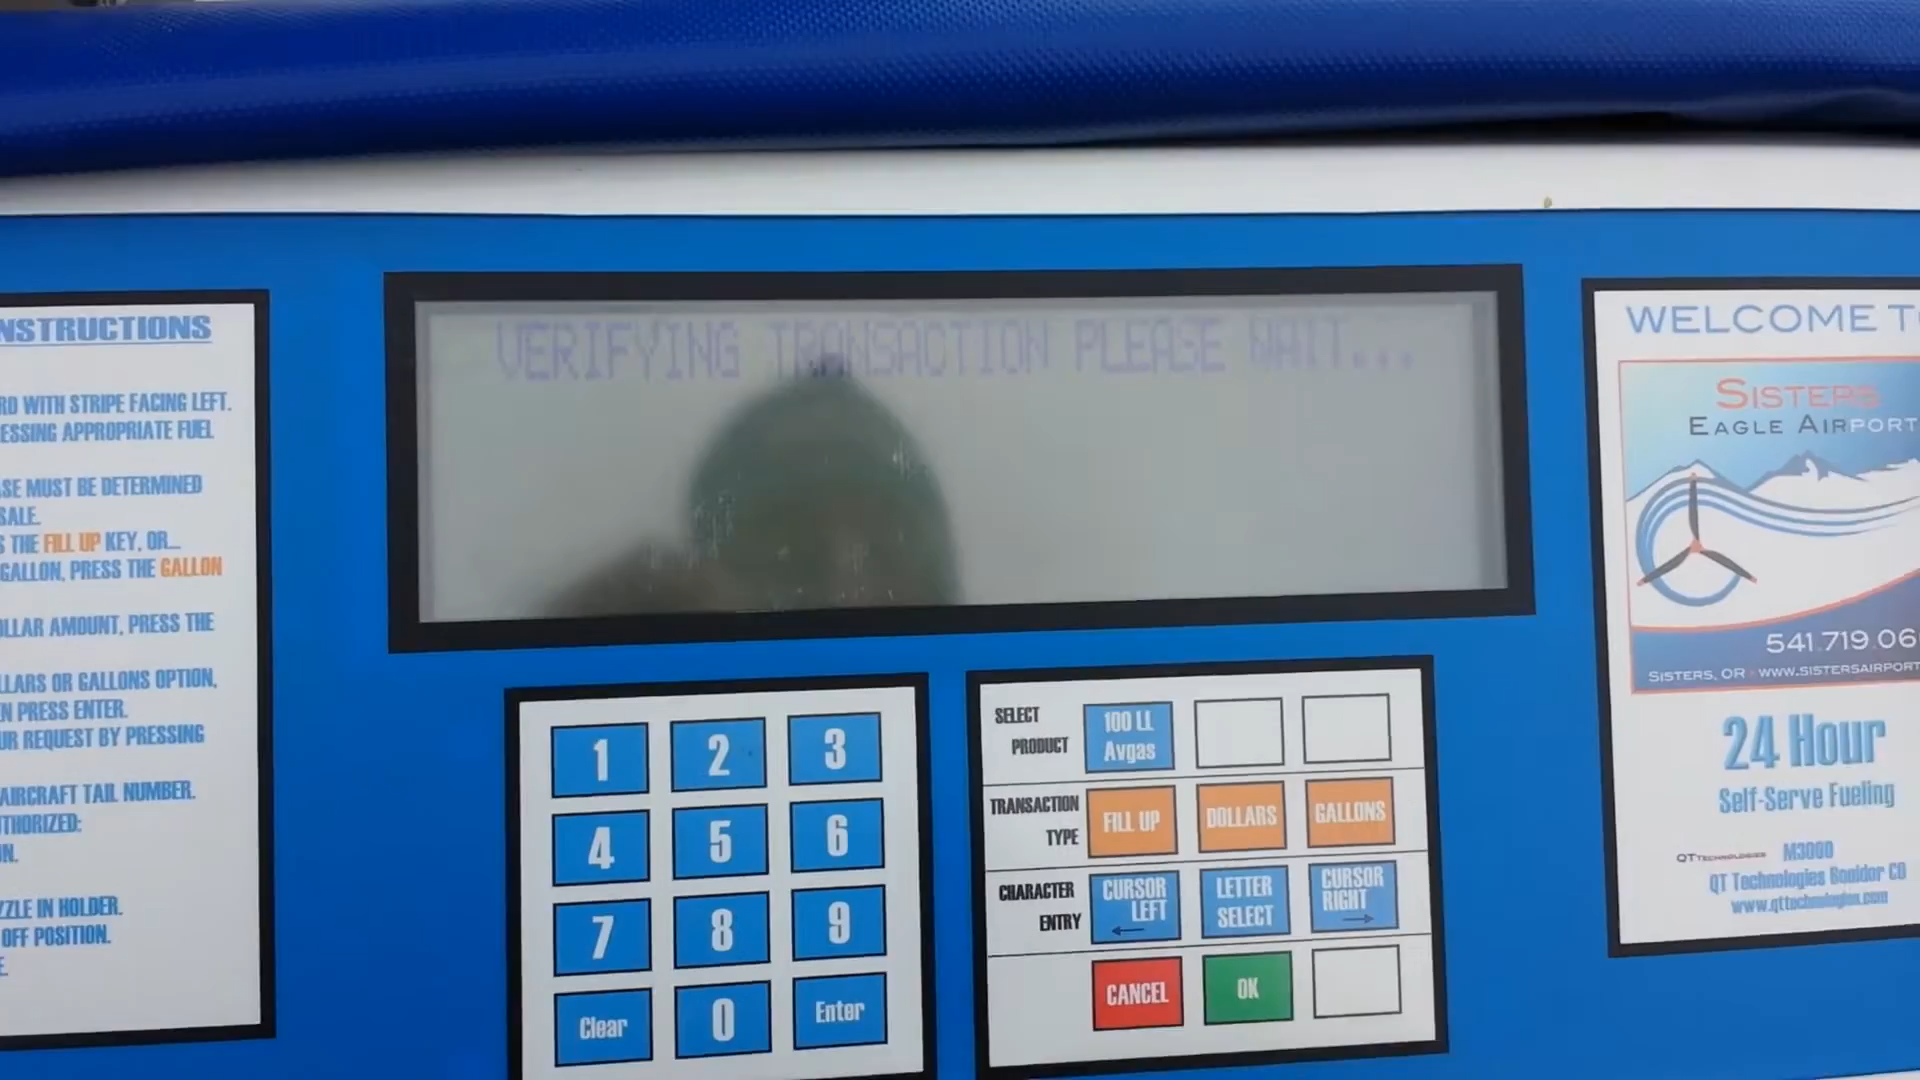 NSTRUCTIONS
RD WITH STRIPE FACING LEFT.
ESSING APPROPRIATE FUEL
SE MUST BE DETERMINED
SALE.
S THE FILL UP KEY, OR...
GALLON, PRESS THE GALLON
OLLAR AMOUNT, PRESS THE
LLARS OR GALLONS OPTION,
N PRESS ENTER.
UR REQUEST BY PRESSING
AIRCRAFT TAIL NUMBER.
THORIZED:
N.
ZZLE IN HOLDER.
OFF POSITION.
E.
VERIFYING TRANSACTION PLEASE WAIT...
1 2 3
4 5 6
7 8 9
Clear 0 Enter
SELECT PRODUCT
100 LL Avgas
TRANSACTION TYPE
FILL UP DOLLARS GALLONS
CHARACTER ENTRY
CURSOR LEFT ← LETTER SELECT CURSOR RIGHT →
CANCEL OK
WELCOME TO
SISTERS
EAGLE AIRPORT
541.719.06
SISTERS, OR · WWW.SISTERSAIRPORT
24 Hour
Self-Serve Fueling
QT TECHNOLOGIES M3000
QT Technologies Bouldor CO
www.qttechnologies.com